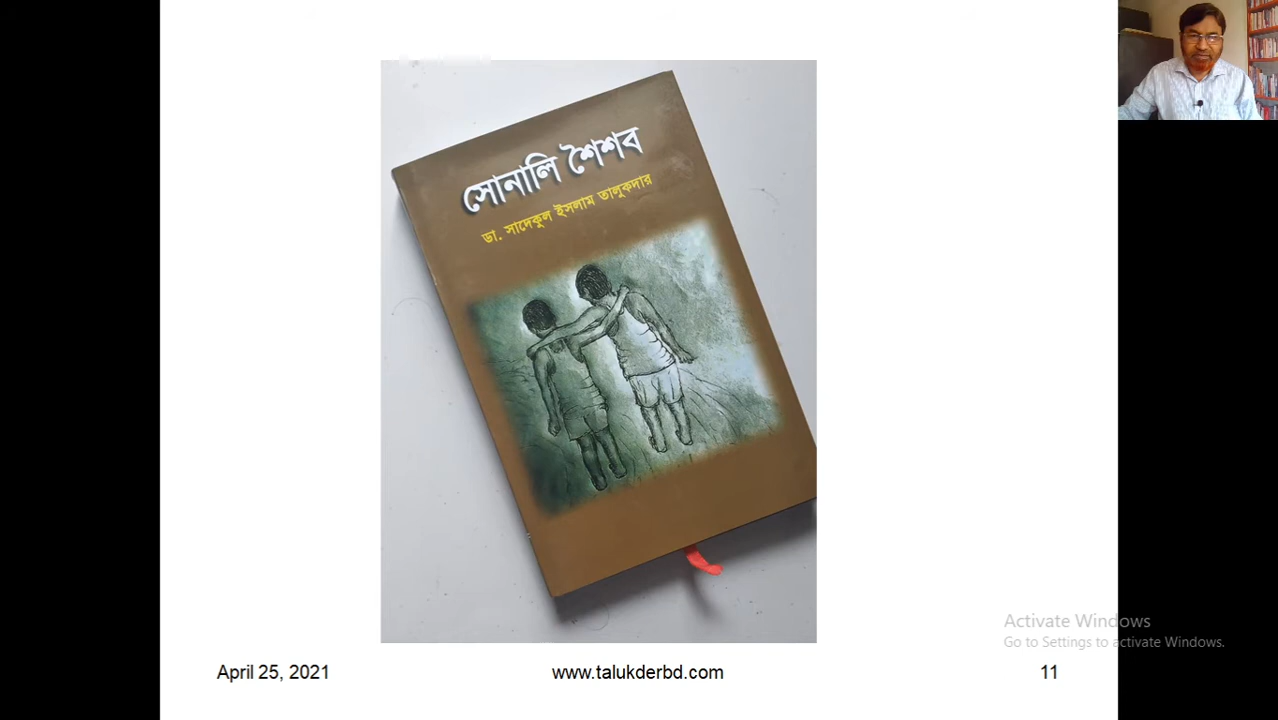 সোনালি শৈশব
ডা. সাদেকুল ইসলাম তালুকদার
Activate Windows
Go to Settings to activate Windows.
April 25, 2021
www.talukderbd.com
11